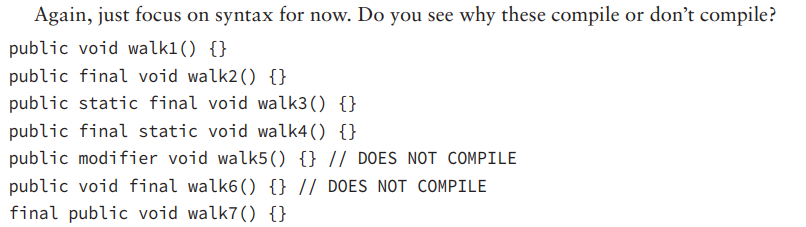 Again, just focus on syntax for now. Do you see why these compile or don’t compile?
public void walk1() {}
public final void walk2() {}
public static final void walk3() {}
public final static void walk4() {}
public modifier void walk5() {} // DOES NOT COMPILE
public void final walk6() {} // DOES NOT COMPILE
final public void walk7() {}